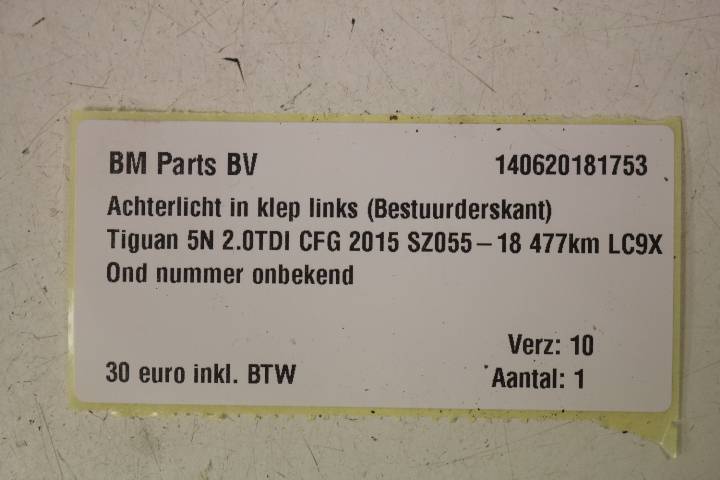 BM Parts BV 140620181753
Achterlicht in klep links (Bestuurderskant)
Tiguan 5N 2.0TDI CFG 2015 SZ055-18 477km LC9X
Ond nummer onbekend
Verz: 10
30 euro inkl. BTW Aantal: 1